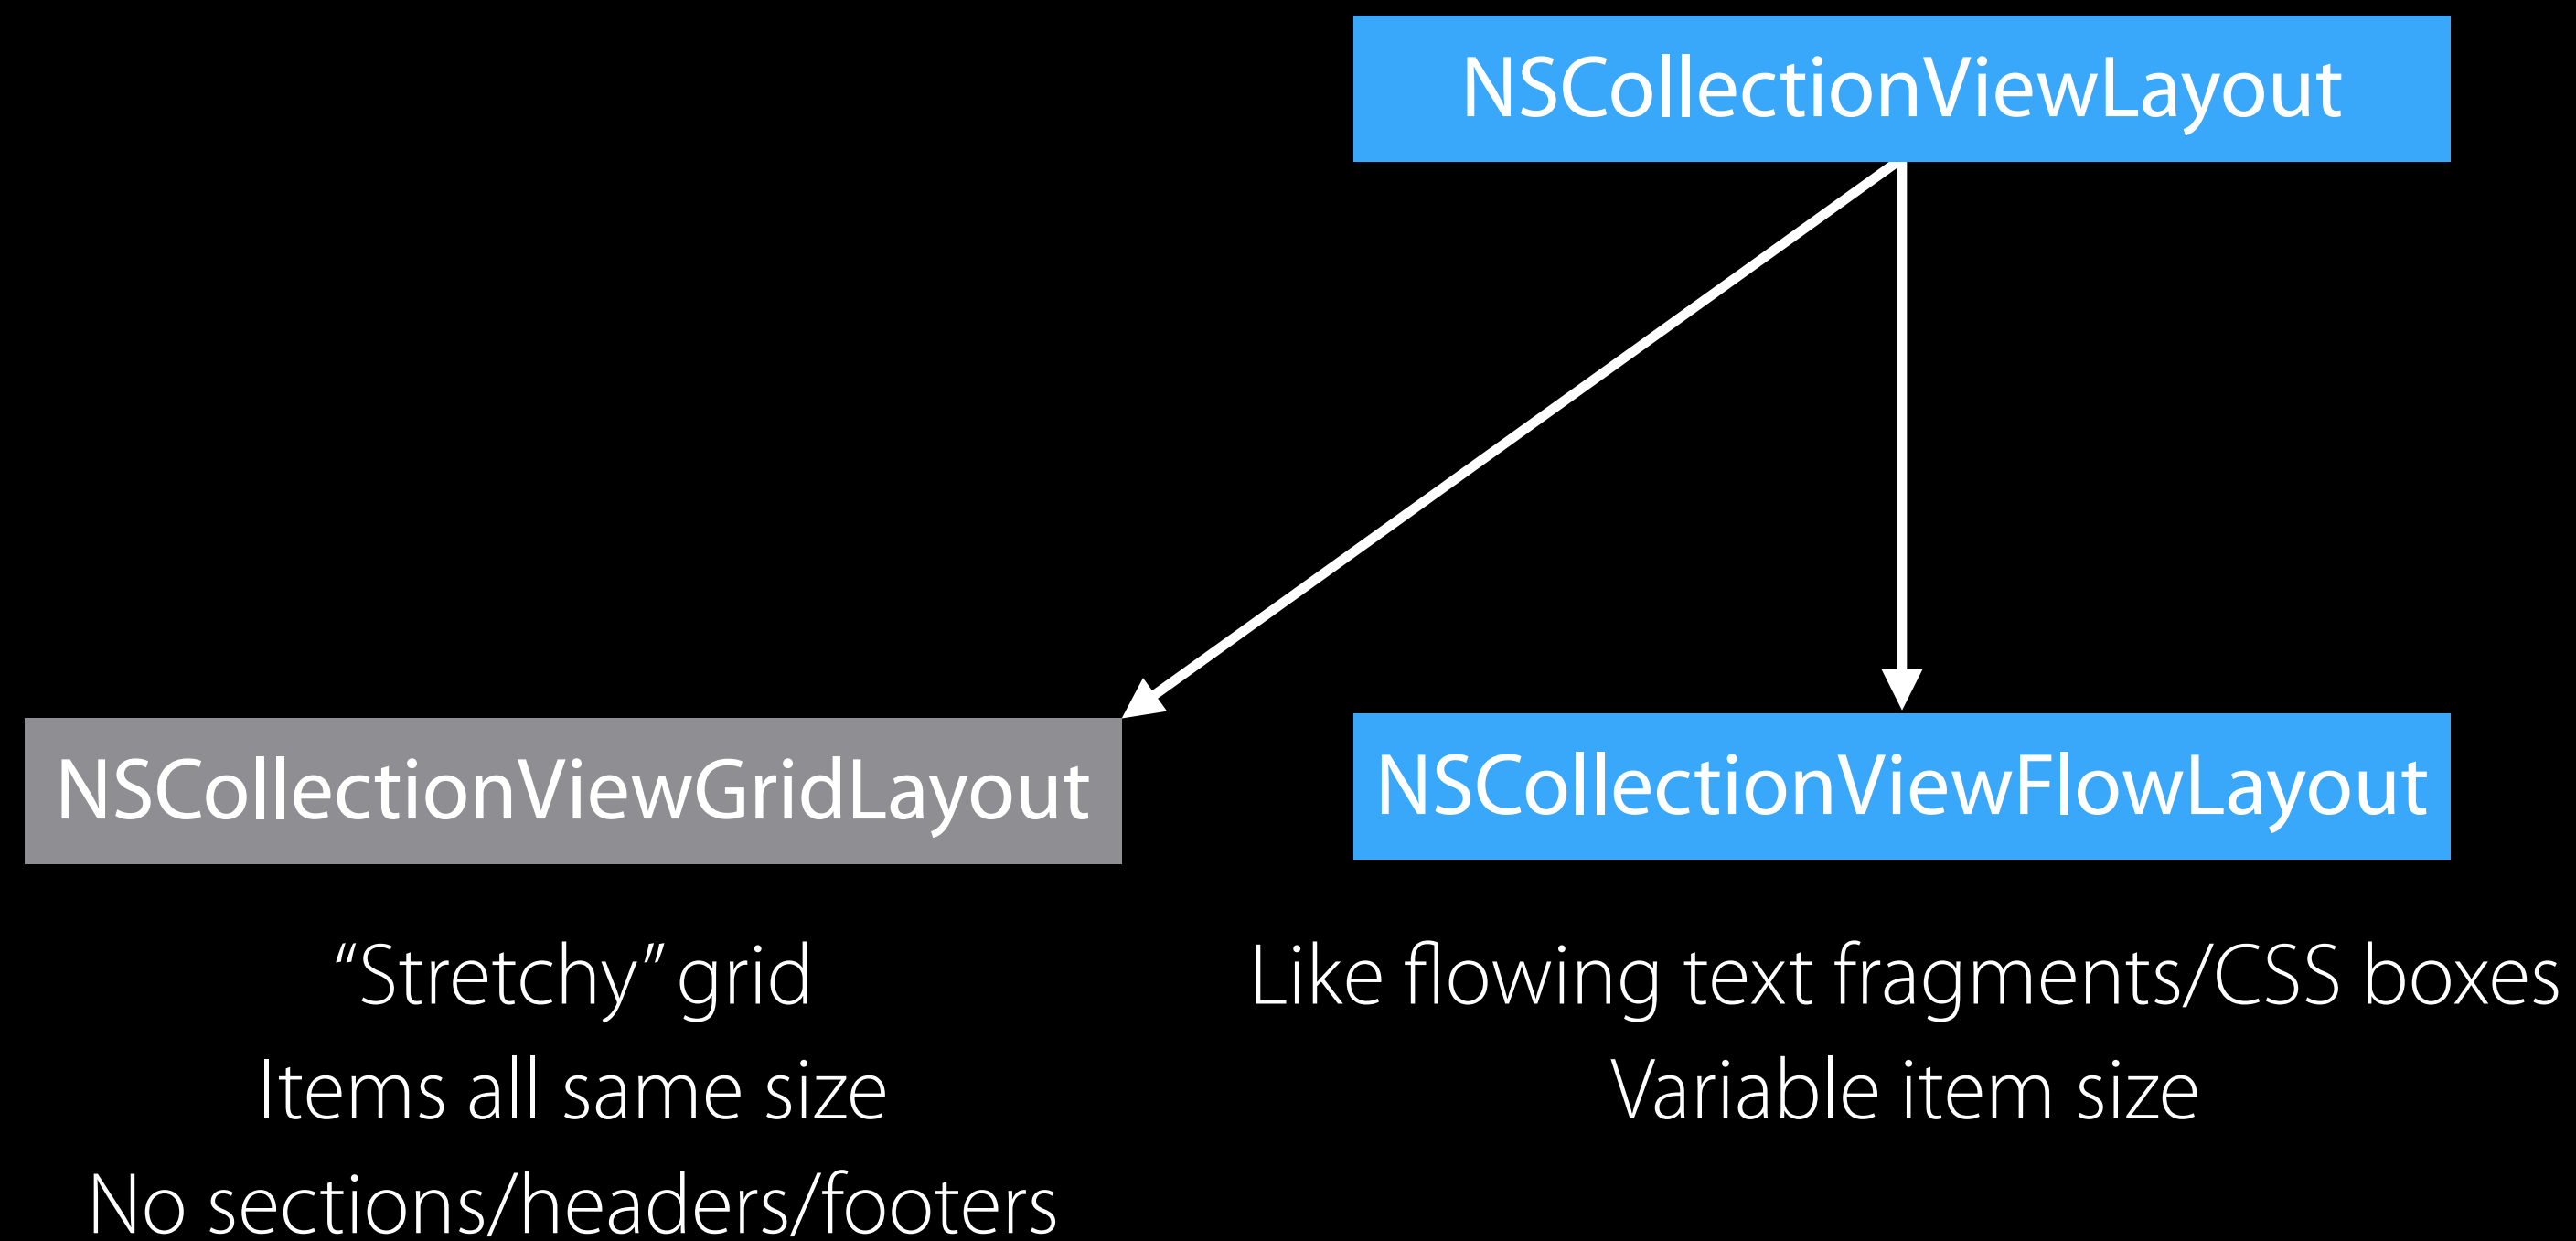 NSCollectionViewLayout
NSCollectionViewGridLayout
“Stretchy” grid
Items all same size
No sections/headers/footers
NSCollectionViewFlowLayout
Like flowing text fragments/CSS boxes
Variable item size